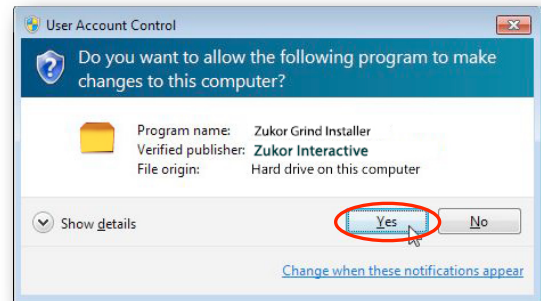 User Account Control
Do you want to allow the following program to make
changes to this computer?
Program name: Zukor Grind Installer
Verified publisher: Zukor Interactive
File origin: Hard drive on this computer
Show details
Yes No
Change when these notifications appear